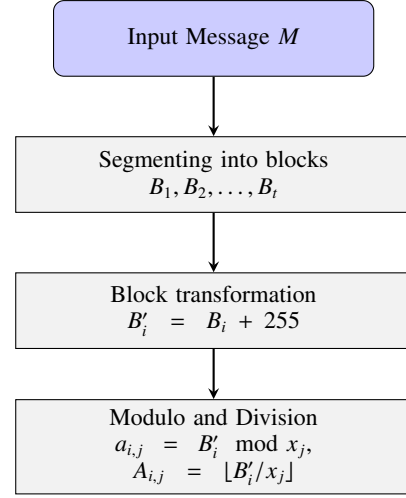 Input Message M
Segmenting into blocks
B₁, B₂, . . . , Bₜ
Block transformation
B′ᵢ = Bᵢ + 255
Modulo and Division
aᵢ,ⱼ = B′ᵢ mod xⱼ,
Aᵢ,ⱼ = ⌊B′ᵢ/xⱼ⌋